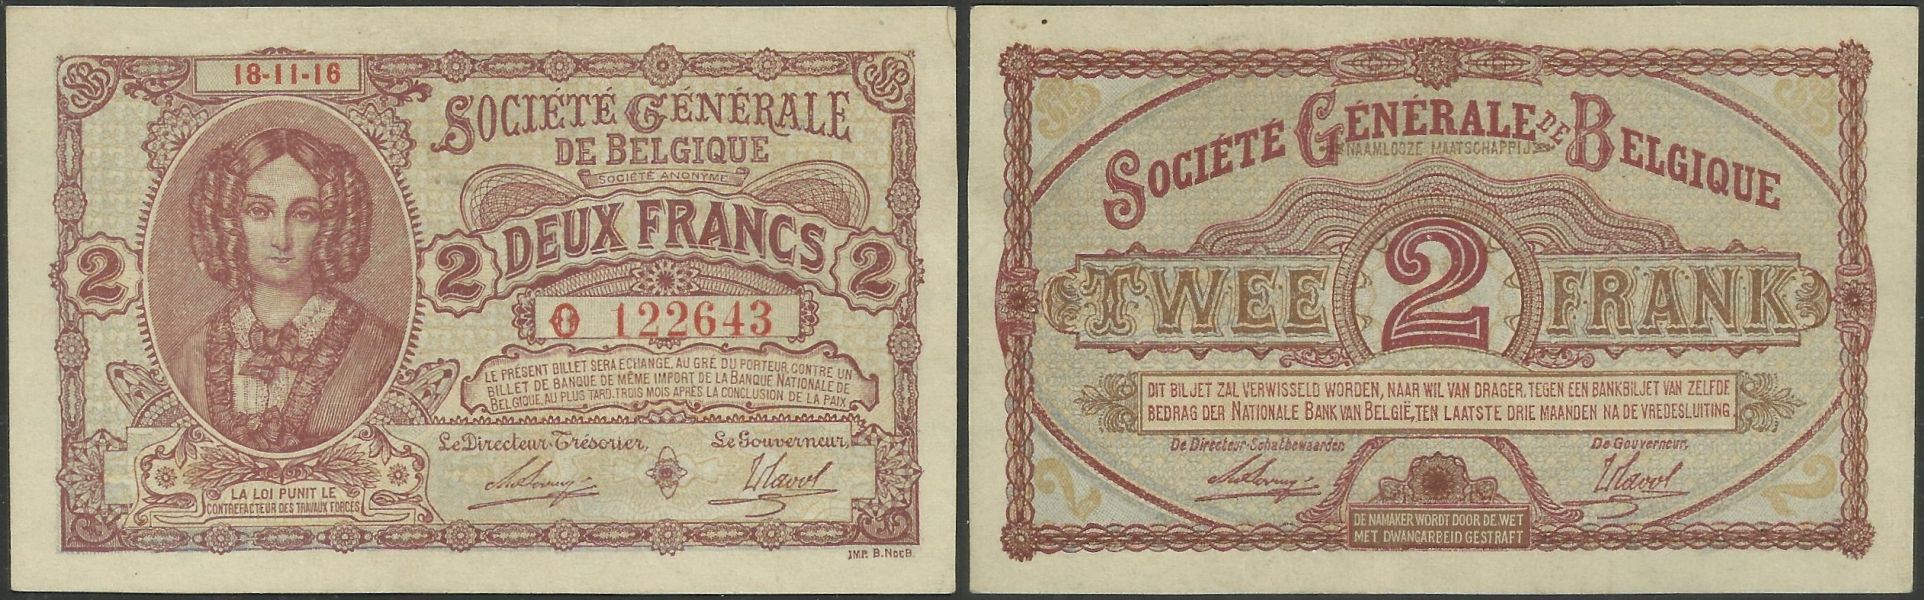 18-11-16
SOCIÉTÉ GÉNÉRALE
DE BELGIQUE
SOCIÉTÉ ANONYME
DEUX FRANCS
2
2
2
O 122643
LE PRÉSENT BILLET SERA ECHANGE, AU GRE DU PORTEUR, CONTRE UN
BILLET DE BANQUE DE MÊME IMPORT DE LA BANQUE NATIONALE DE
BELGIQUE, AU PLUS TARD, TROIS MOIS APRÈS LA CONCLUSION DE LA PAIX
Le Directeur-Trésorier,
Le Gouverneur,
LA LOI PUNIT LE
CONTREFACTEUR DES TRAVAUX FORCÉS
IMP. B.NDEB.
SOCIÉTÉ GÉNÉRALE DE BELGIQUE
NAAMLOOZE MAATSCHAPPIJ
TWEE 2 FRANK
DIT BILJET ZAL VERWISSELD WORDEN, NAAR WIL VAN DRAGER, TEGEN EEN BANKBILJET VAN ZELFDE
BEDRAG DER NATIONALE BANK VAN BELGIË, TEN LAATSTE DRIE MAANDEN NA DE VREDESLUITING.
De Directeur-Schatbewaarder,
De Gouverneur,
2
2
DE NAMAKER WORDT DOOR DE WET
MET DWANGARBEID GESTRAFT